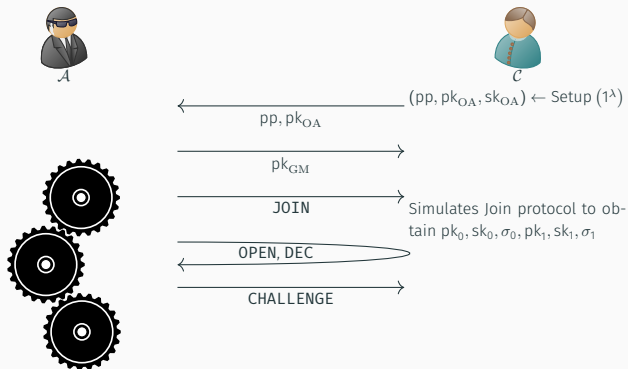 𝒜
𝒞
(pp, pk_OA, sk_OA) ← Setup (1^λ)
pp, pk_OA
pk_GM
JOIN
Simulates Join protocol to ob-
tain pk_0, sk_0, σ_0, pk_1, sk_1, σ_1
OPEN, DEC
CHALLENGE